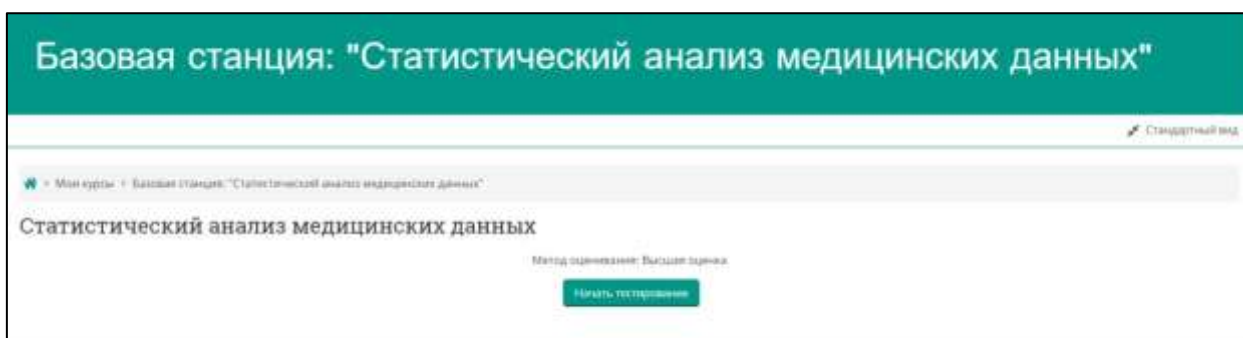 Базовая станция: "Статистический анализ медицинских данных"
Стандартный вид
Мои курсы Базовая станция: "Статистический анализ медицинских данных"
Статистический анализ медицинских данных
Метод оценивания: Высшая оценка
Начать тестирование